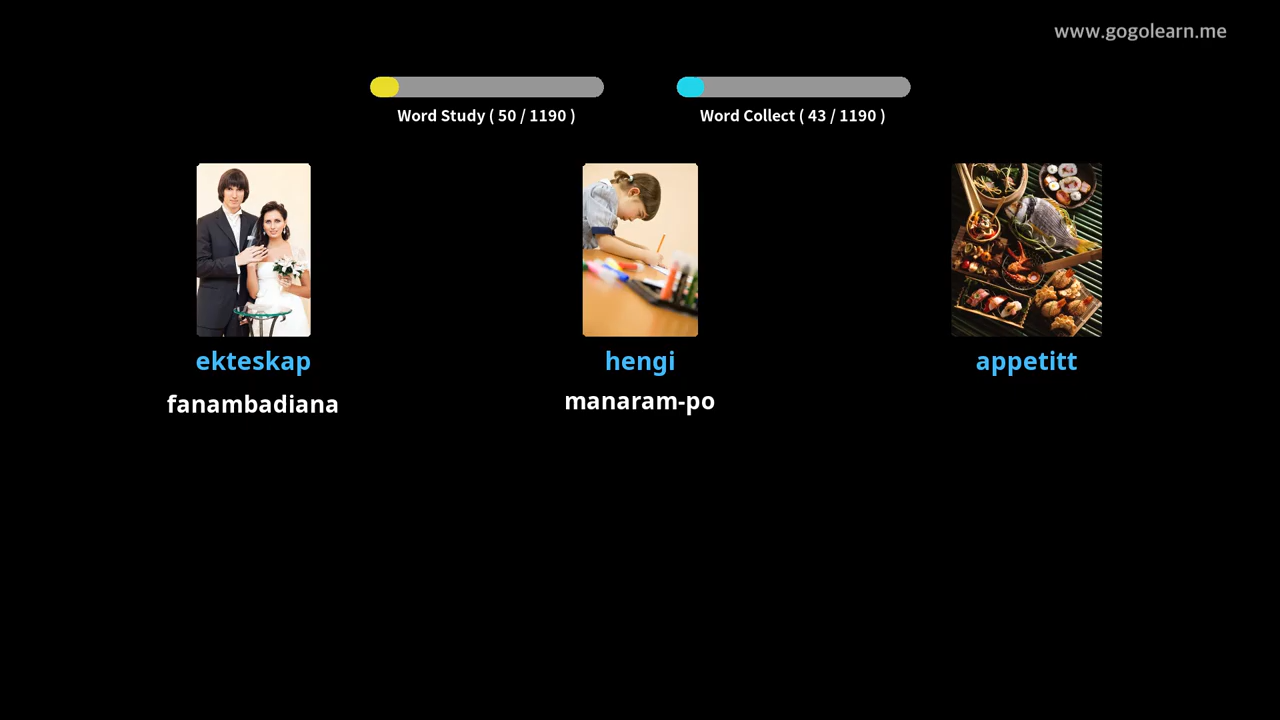 www.gogolearn.me
Word Study ( 50 / 1190 )
Word Collect ( 43 / 1190 )
ekteskap
hengi
appetitt
fanambadiana
manaram-po